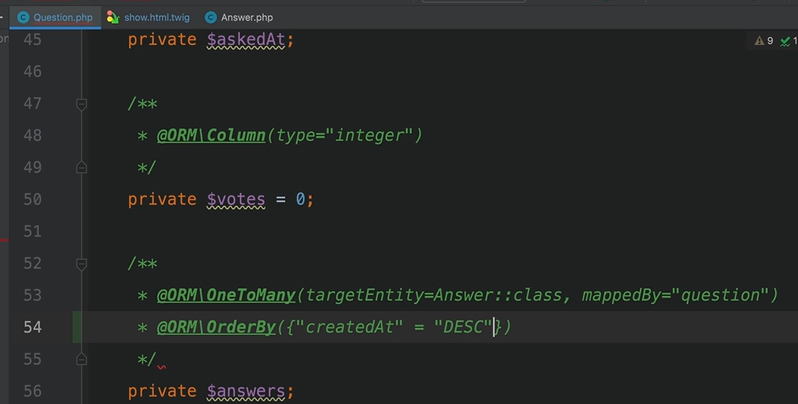 Question.php show.html.twig Answer.php
45 private $askedAt; 9 1
46
47 /**
48 * @ORM\Column(type="integer")
49 */
50 private $votes = 0;
51
52 /**
53 * @ORM\OneToMany(targetEntity=Answer::class, mappedBy="question")
54 * @ORM\OrderBy({"createdAt" = "DESC"})
55 */
56 private $answers;